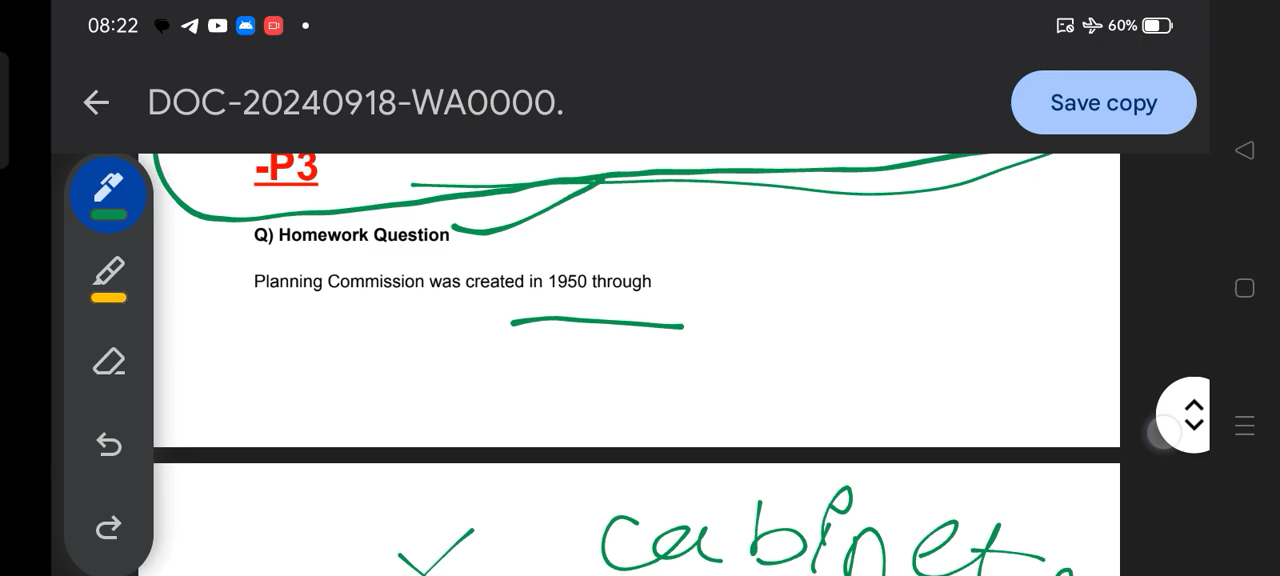 08:22 60%
DOC-20240918-WA0000.
Save copy
-P3
Q) Homework Question
Planning Commission was created in 1950 through
cabinet